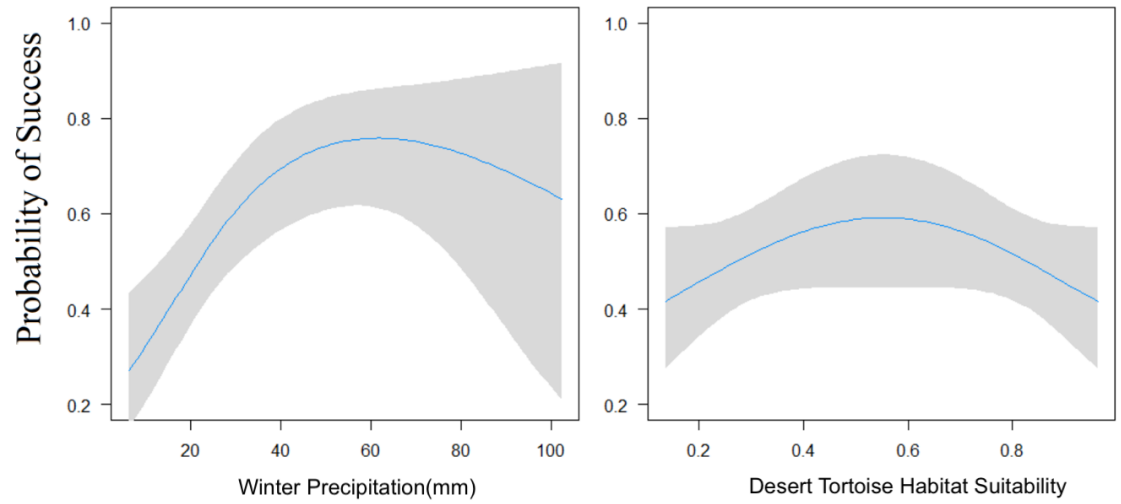 Probability of Success
1.0
0.8
0.6
0.4
0.2
20 40 60 80 100
Winter Precipitation(mm)
1.0
0.8
0.6
0.4
0.2
0.2 0.4 0.6 0.8
Desert Tortoise Habitat Suitability